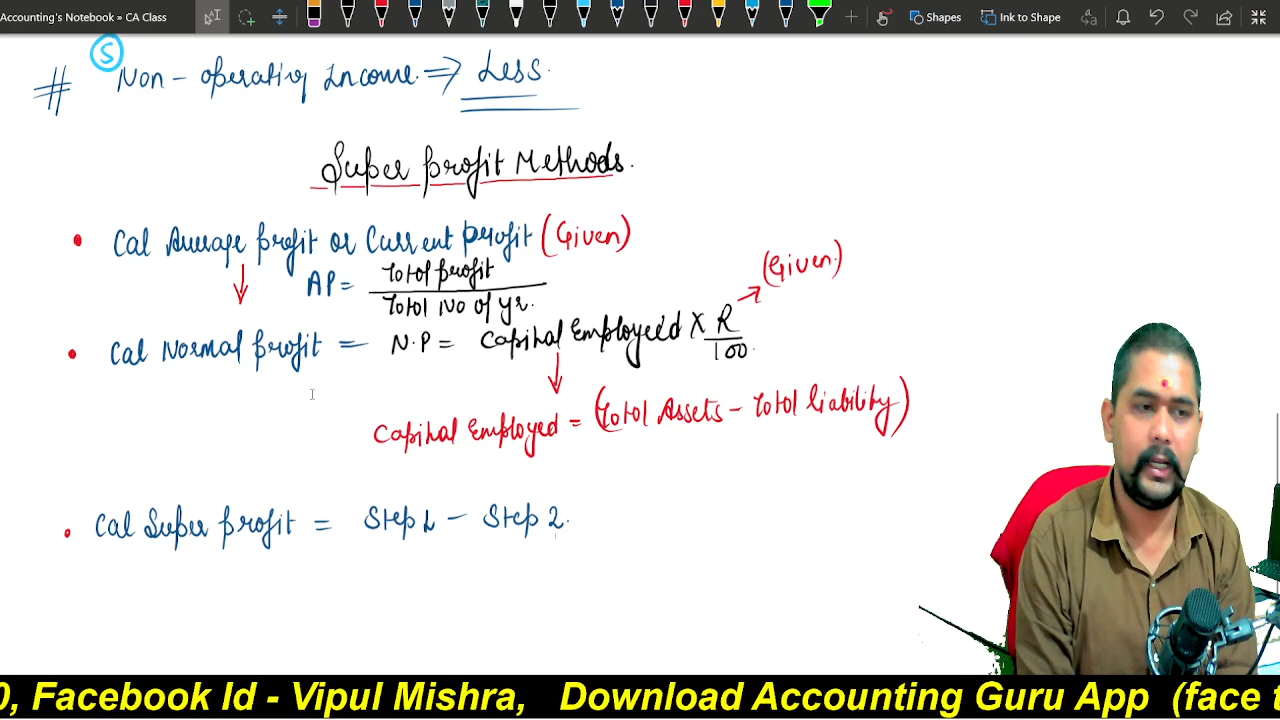 Accounting's Notebook » CA Class
Shapes
Ink to Shape
# (5) Non-operating Income ⇒ Less
Super profit Methods.
• Cal Average profit or Current profit (Given)
AP = Total profit / Total No of yr.
(Given)
• Cal Normal profit = N.P = Capital Employed × R/100.
Capital Employed = (Total Assets - Total liability)
• Cal Super profit = Step 1 - Step 2.
0, Facebook Id - Vipul Mishra, Download Accounting Guru App (face t